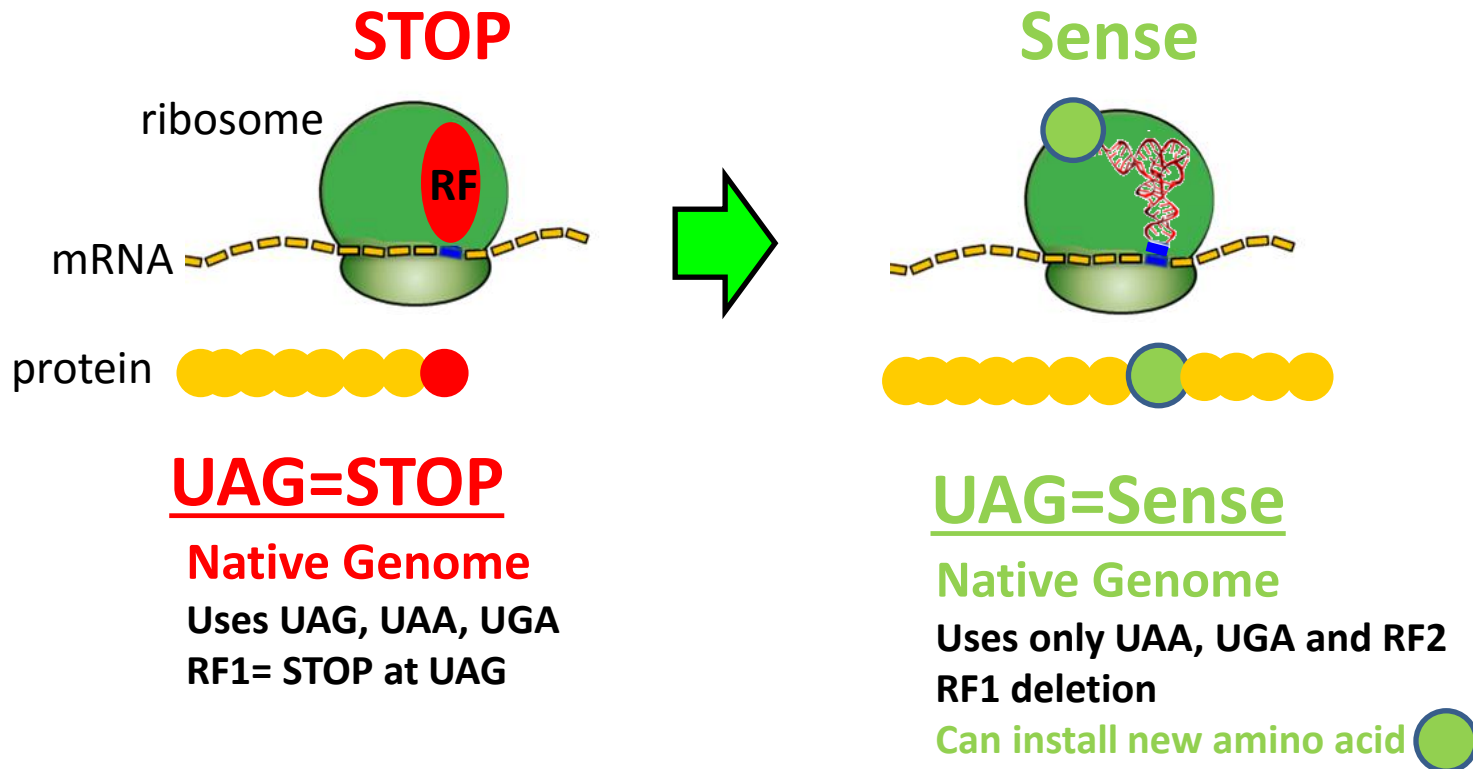 STOP
ribosome
RF
mRNA
protein
UAG=STOP
Native Genome
Uses UAG, UAA, UGA
RF1= STOP at UAG
Sense
UAG=Sense
Native Genome
Uses only UAA, UGA and RF2
RF1 deletion
Can install new amino acid